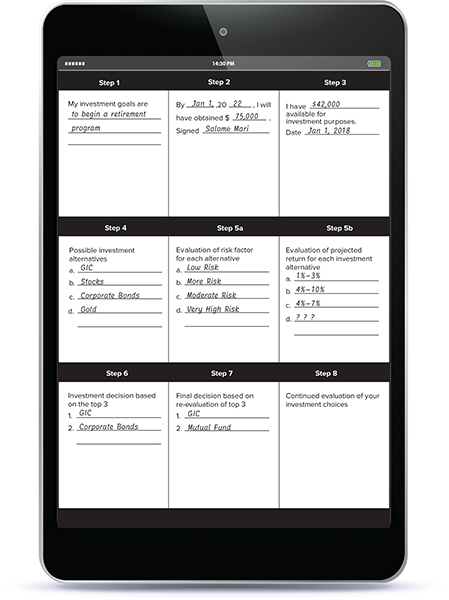 14:30 PM
Step 1
My investment goals are
to begin a retirement
program
Step 2
By Jan 1, 20 22, I will
have obtained $ 75,000.
Signed Salomé Mari
Step 3
I have $42,000
available for
investment purposes.
Date Jan 1, 2018
Step 4
Possible investment
alternatives
a. GIC
b. Stocks
c. Corporate Bonds
d. Gold
Step 5a
Evaluation of risk factor
for each alternative
a. Low Risk
b. More Risk
c. Moderate Risk
d. Very High Risk
Step 5b
Evaluation of projected
return for each investment
alternative
a. 1%–3%
b. 4%–10%
c. 4%–7%
d. ? ? ?
Step 6
Investment decision based
on the top 3
1. GIC
2. Corporate Bonds
Step 7
Final decision based on
re-evaluation of top 3
1. GIC
2. Mutual Fund
Step 8
Continued evaluation of your
investment choices